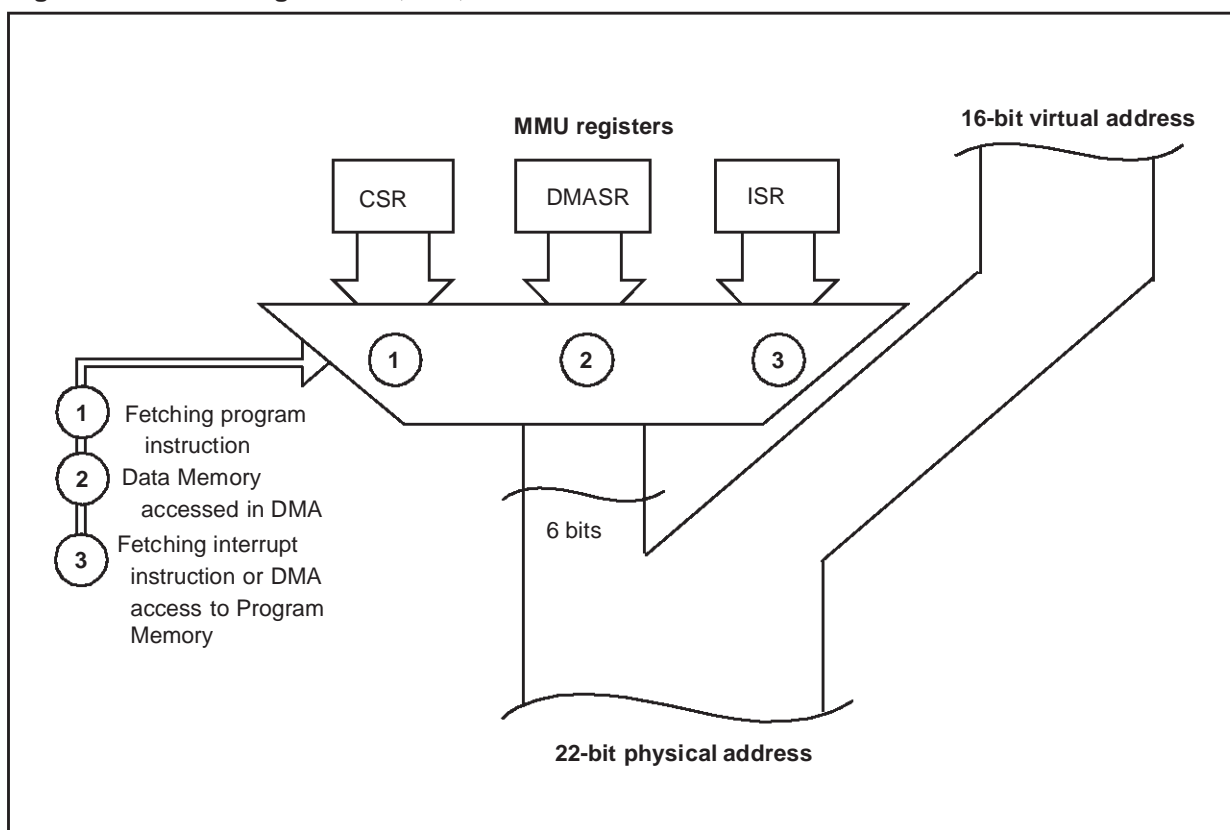 MMU registers
16-bit virtual address
CSR
DMASR
ISR
1
2
3
1
Fetching program
instruction
2
Data Memory
accessed in DMA
3
Fetching interrupt
instruction or DMA
access to Program
Memory
6 bits
22-bit physical address